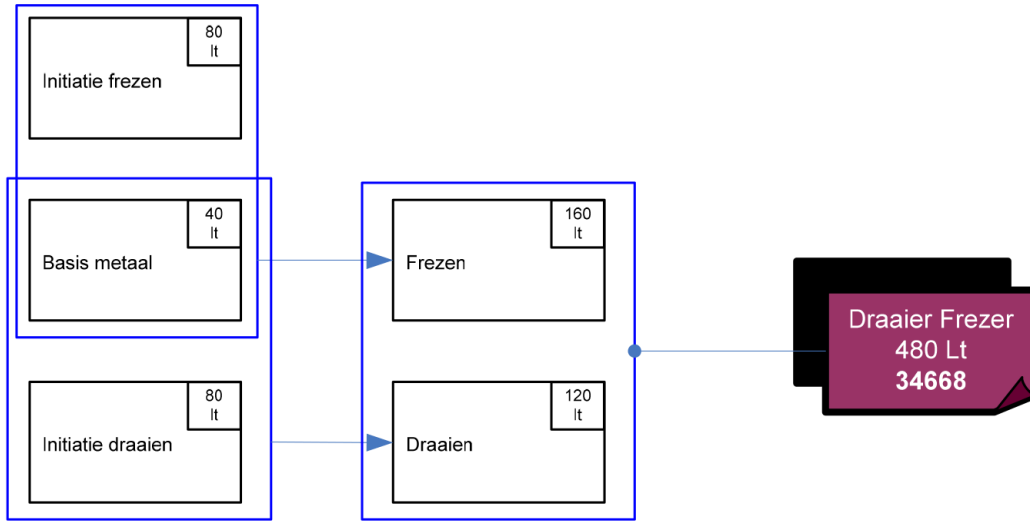 80
lt
Initiatie frezen
40
lt
Basis metaal
80
lt
Initiatie draaien
160
lt
Frezen
120
lt
Draaien
Draaier Frezer
480 Lt
34668